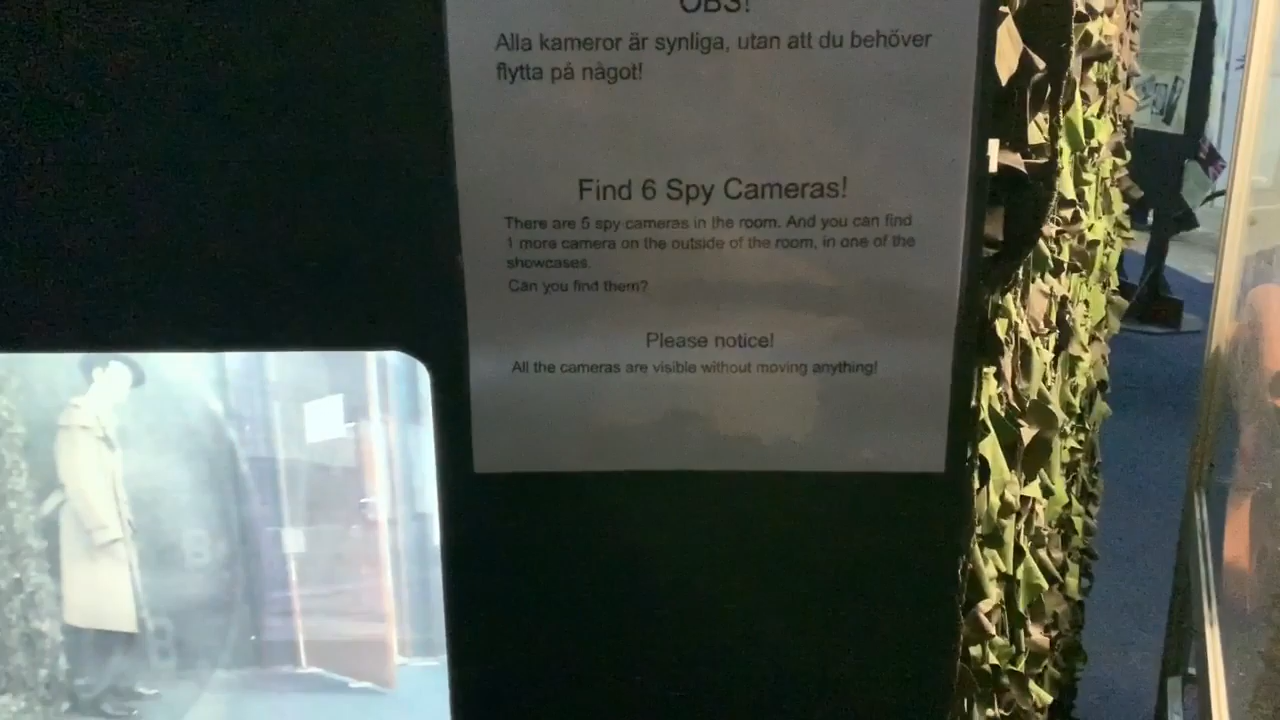 OBS!
Alla kameror är synliga, utan att du behöver
flytta på något!
Find 6 Spy Cameras!
There are 5 spy cameras in the room. And you can find
1 more camera on the outside of the room, in one of the
showcases.
Can you find them?
Please notice!
All the cameras are visible without moving anything!